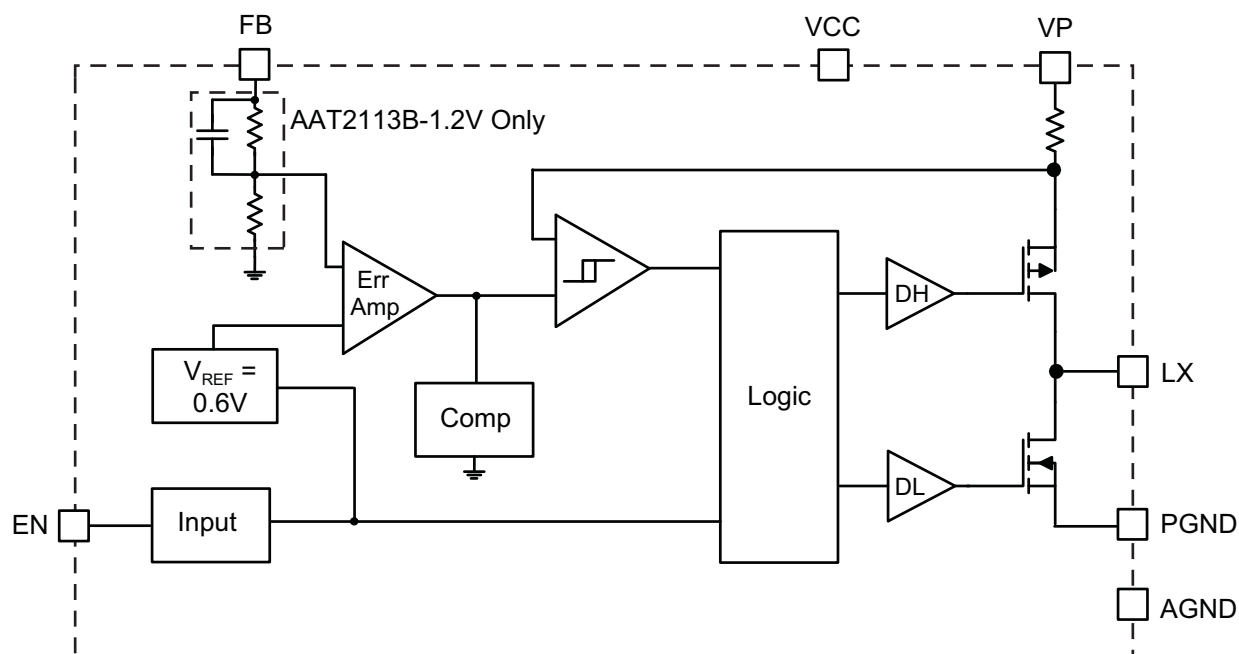 FB
VCC
VP
AAT2113B-1.2V Only
Err
Amp
DH
V_REF =
0.6V
Comp
Logic
LX
DL
EN
Input
PGND
AGND